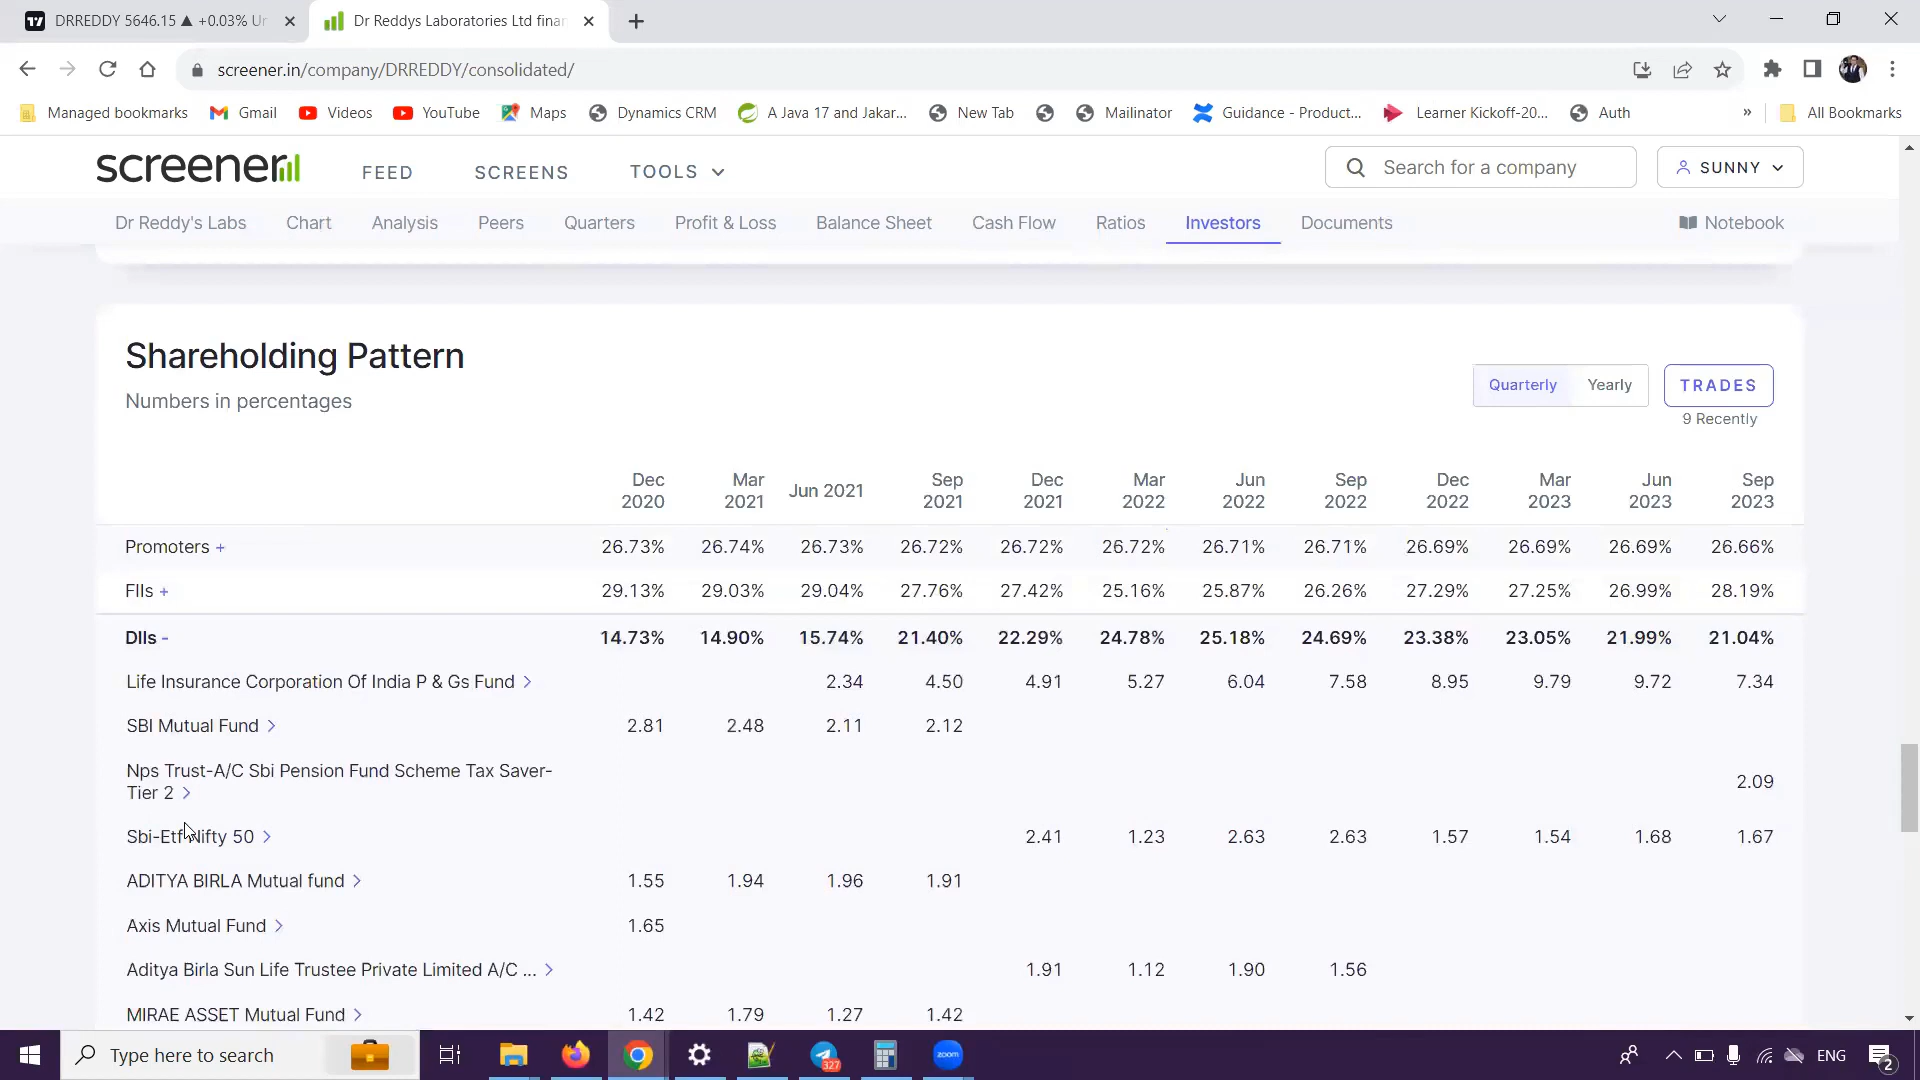 DRREDDY 5646.15 ▲ +0.03% Ur
Dr Reddys Laboratories Ltd finan
screener.in/company/DRREDDY/consolidated/
Managed bookmarks Gmail Videos YouTube Maps Dynamics CRM A Java 17 and Jakar... New Tab Mailinator Guidance - Product... Learner Kickoff-20... Auth » All Bookmarks
screener FEED SCREENS TOOLS Search for a company SUNNY
Dr Reddy's Labs Chart Analysis Peers Quarters Profit & Loss Balance Sheet Cash Flow Ratios Investors Documents Notebook
Shareholding Pattern
Numbers in percentages
Quarterly Yearly TRADES
9 Recently
Dec Mar Jun 2021 Sep Dec Mar Jun Sep Dec Mar Jun Sep
2020 2021 2021 2021 2022 2022 2022 2022 2023 2023 2023
Promoters + 26.73% 26.74% 26.73% 26.72% 26.72% 26.72% 26.71% 26.71% 26.69% 26.69% 26.69% 26.66%
FIIs + 29.13% 29.03% 29.04% 27.76% 27.42% 25.16% 25.87% 26.26% 27.29% 27.25% 26.99% 28.19%
DIIs - 14.73% 14.90% 15.74% 21.40% 22.29% 24.78% 25.18% 24.69% 23.38% 23.05% 21.99% 21.04%
Life Insurance Corporation Of India P & Gs Fund 2.34 4.50 4.91 5.27 6.04 7.58 8.95 9.79 9.72 7.34
SBI Mutual Fund 2.81 2.48 2.11 2.12
Nps Trust-A/C Sbi Pension Fund Scheme Tax Saver-
Tier 2 2.09
Sbi-Etf Nifty 50 2.41 1.23 2.63 2.63 1.57 1.54 1.68 1.67
ADITYA BIRLA Mutual fund 1.55 1.94 1.96 1.91
Axis Mutual Fund 1.65
Aditya Birla Sun Life Trustee Private Limited A/C ... 1.91 1.12 1.90 1.56
MIRAE ASSET Mutual Fund 1.42 1.79 1.27 1.42
Type here to search 327 zoom ENG 2